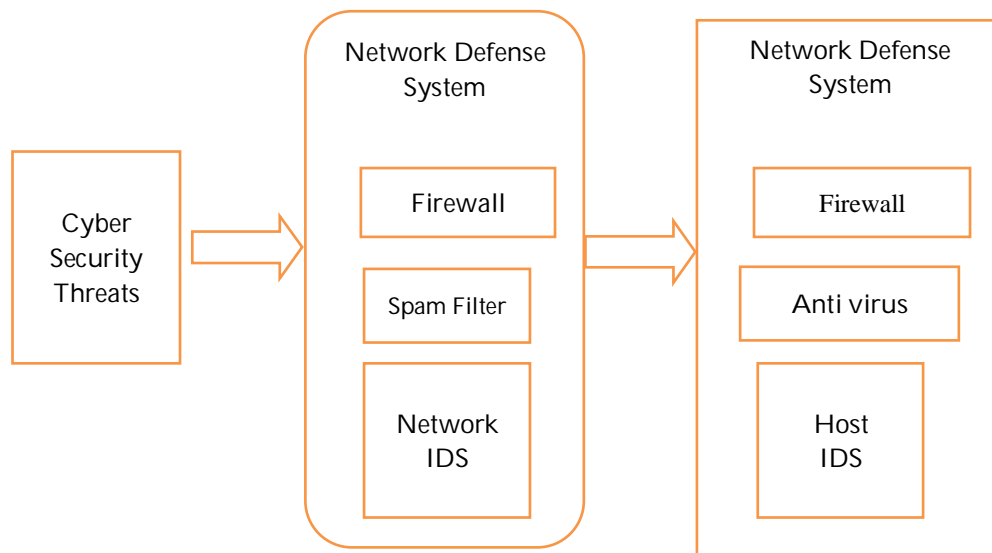 Cyber
Security
Threats
Network Defense
System
Firewall
Spam Filter
Network
IDS
Network Defense
System
Firewall
Anti virus
Host
IDS